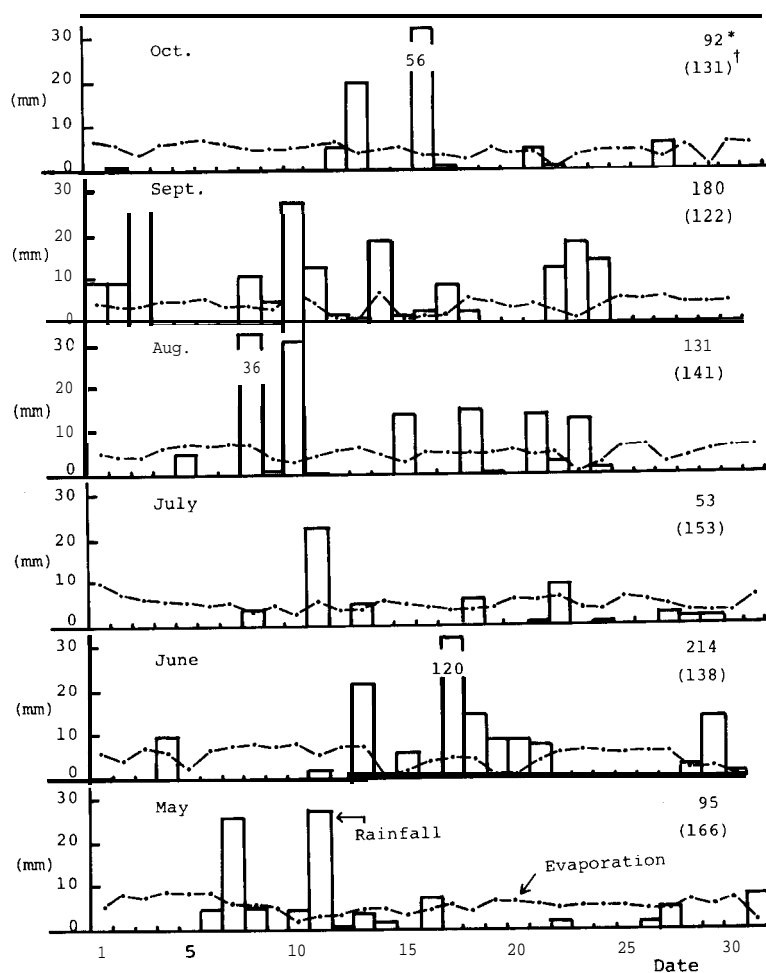 30
Oct.
56
92*
(131)†
20
(mm)
10
0
30
Sept.
180
(122)
20
(mm)
10
0
30
Aug.
36
131
(141)
20
(mm)
10
0
30
July
53
(153)
20
(mm)
10
0
30
June
120
214
(138)
20
(mm)
10
0
30
May
95
(166)
Rainfall
20
(mm)
Evaporation
10
0
1 5 10 15 20 25 30
Date